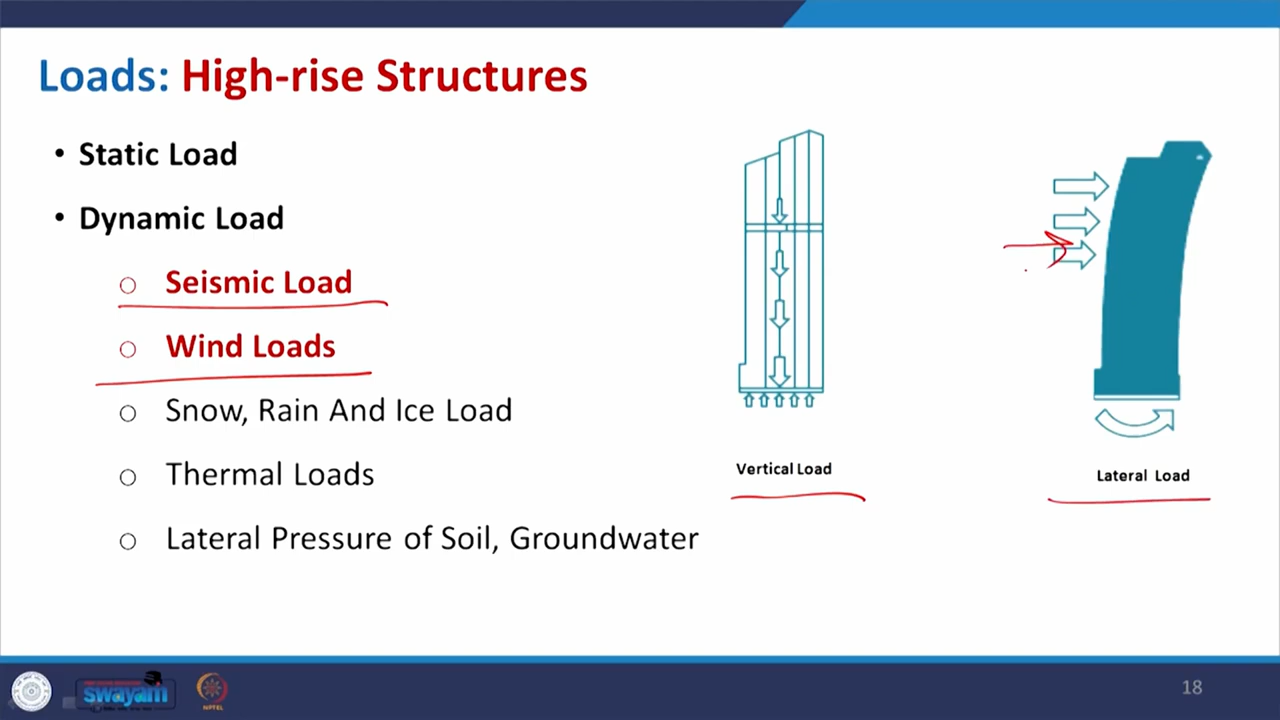 Loads: High-rise Structures
• Static Load
• Dynamic Load
○ Seismic Load
○ Wind Loads
○ Snow, Rain And Ice Load
○ Thermal Loads
○ Lateral Pressure of Soil, Groundwater
Vertical Load
Lateral Load
swayam
NPTEL
18